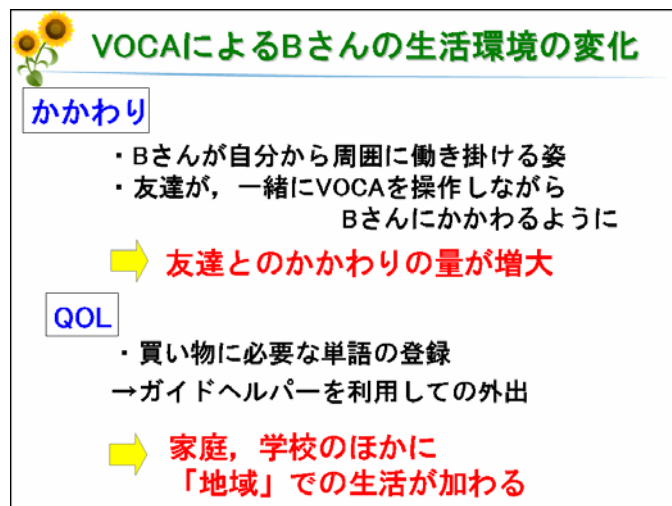 VOCAによるBさんの生活環境の変化
かかわり
・Bさんが自分から周囲に働き掛ける姿
・友達が，一緒にVOCAを操作しながら
Bさんにかかわるように
友達とのかかわりの量が増大
QOL
・買い物に必要な単語の登録
→ガイドヘルパーを利用しての外出
家庭，学校のほかに
「地域」での生活が加わる